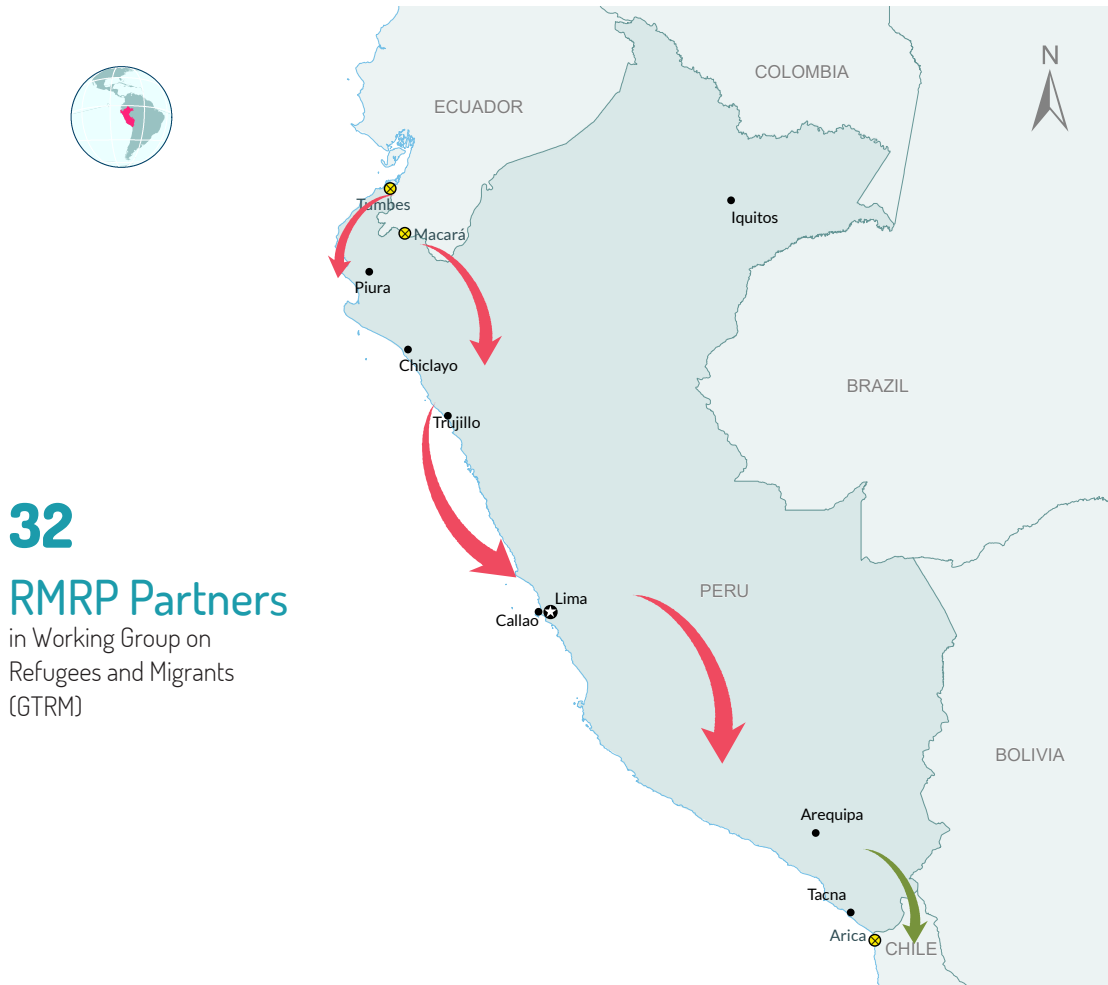 N
COLOMBIA
ECUADOR
Tumbes
Iquitos
Macará
Piura
Chiclayo
BRAZIL
Trujillo
32
RMRP Partners
in Working Group on
Refugees and Migrants
(GTRM)
PERU
Lima
Callao
BOLIVIA
Arequipa
Tacna
Arica
CHILE